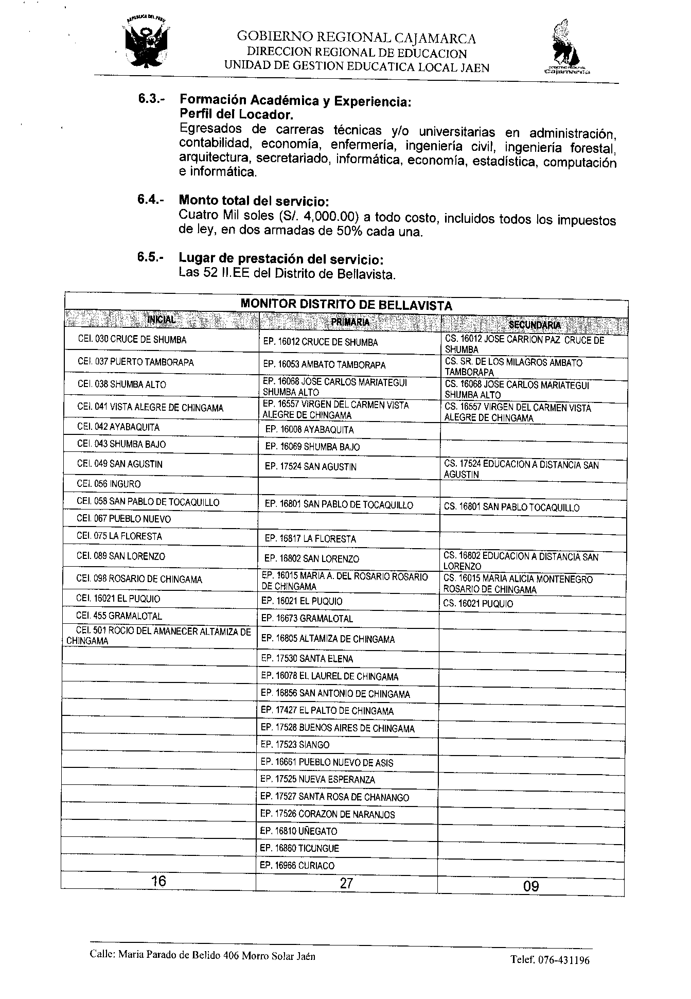 REPUBLICA DEL PERU
GOBIERNO REGIONAL CAJAMARCA
DIRECCION REGIONAL DE EDUCACION
UNIDAD DE GESTION EDUCATICA LOCAL JAEN
GOBIERNO REGIONAL
Cajamarca
6.3.- Formación Académica y Experiencia:
Perfil del Locador.
Egresados de carreras técnicas y/o universitarias en administración,
contabilidad, economía, enfermería, ingeniería civil, ingeniería forestal,
arquitectura, secretariado, informática, economía, estadística, computación
e informática.
6.4.- Monto total del servicio:
Cuatro Mil soles (S/. 4,000.00) a todo costo, incluidos todos los impuestos
de ley, en dos armadas de 50% cada una.
6.5.- Lugar de prestación del servicio:
Las 52 II.EE del Distrito de Bellavista.
MONITOR DISTRITO DE BELLAVISTA
INICIAL PRIMARIA SECUNDARIA
CEI. 030 CRUCE DE SHUMBA EP. 16012 CRUCE DE SHUMBA CS. 16012 JOSE CARRION PAZ CRUCE DE
SHUMBA
CEI. 037 PUERTO TAMBORAPA EP. 16053 AMBATO TAMBORAPA CS. SR. DE LOS MILAGROS AMBATO
TAMBORAPA
CEI. 038 SHUMBA ALTO EP. 16068 JOSE CARLOS MARIATEGUI CS. 16068 JOSE CARLOS MARIATEGUI
SHUMBA ALTO SHUMBA ALTO
CEI. 041 VISTA ALEGRE DE CHINGAMA EP. 16557 VIRGEN DEL CARMEN VISTA CS. 16557 VIRGEN DEL CARMEN VISTA
ALEGRE DE CHINGAMA ALEGRE DE CHINGAMA
CEI. 042 AYABAQUITA EP. 16008 AYABAQUITA
CEI. 043 SHUMBA BAJO EP. 16069 SHUMBA BAJO
CEI. 049 SAN AGUSTIN EP. 17524 SAN AGUSTIN CS. 17524 EDUCACION A DISTANCIA SAN
AGUSTIN
CEI. 056 INGURO
CEI. 058 SAN PABLO DE TOCAQUILLO EP. 16801 SAN PABLO DE TOCAQUILLO CS. 16801 SAN PABLO TOCAQUILLO
CEI. 067 PUEBLO NUEVO
CEI. 075 LA FLORESTA EP. 16817 LA FLORESTA
CEI. 089 SAN LORENZO EP. 16802 SAN LORENZO CS. 16802 EDUCACION A DISTANCIA SAN
LORENZO
CEI. 098 ROSARIO DE CHINGAMA EP. 16015 MARIA A. DEL ROSARIO ROSARIO CS. 16015 MARIA ALICIA MONTENEGRO
DE CHINGAMA ROSARIO DE CHINGAMA
CEI. 16021 EL PUQUIO EP. 16021 EL PUQUIO CS. 16021 PUQUIO
CEI. 455 GRAMALOTAL EP. 16673 GRAMALOTAL
CEI. 501 ROCIO DEL AMANECER ALTAMIZA DE
CHINGAMA EP. 16805 ALTAMIZA DE CHINGAMA
EP. 17530 SANTA ELENA
EP. 16078 EL LAUREL DE CHINGAMA
EP. 16856 SAN ANTONIO DE CHINGAMA
EP. 17427 EL PALTO DE CHINGAMA
EP. 17528 BUENOS AIRES DE CHINGAMA
EP. 17523 SIANGO
EP. 16661 PUEBLO NUEVO DE ASIS
EP. 17525 NUEVA ESPERANZA
EP. 17527 SANTA ROSA DE CHANANGO
EP. 17526 CORAZON DE NARANJOS
EP. 16810 UÑEGATO
EP. 16860 TICUNGUE
EP. 16966 CURIACO
16 27 09
Calle: Maria Parado de Belido 406 Morro Solar Jaén Telef. 076-431196